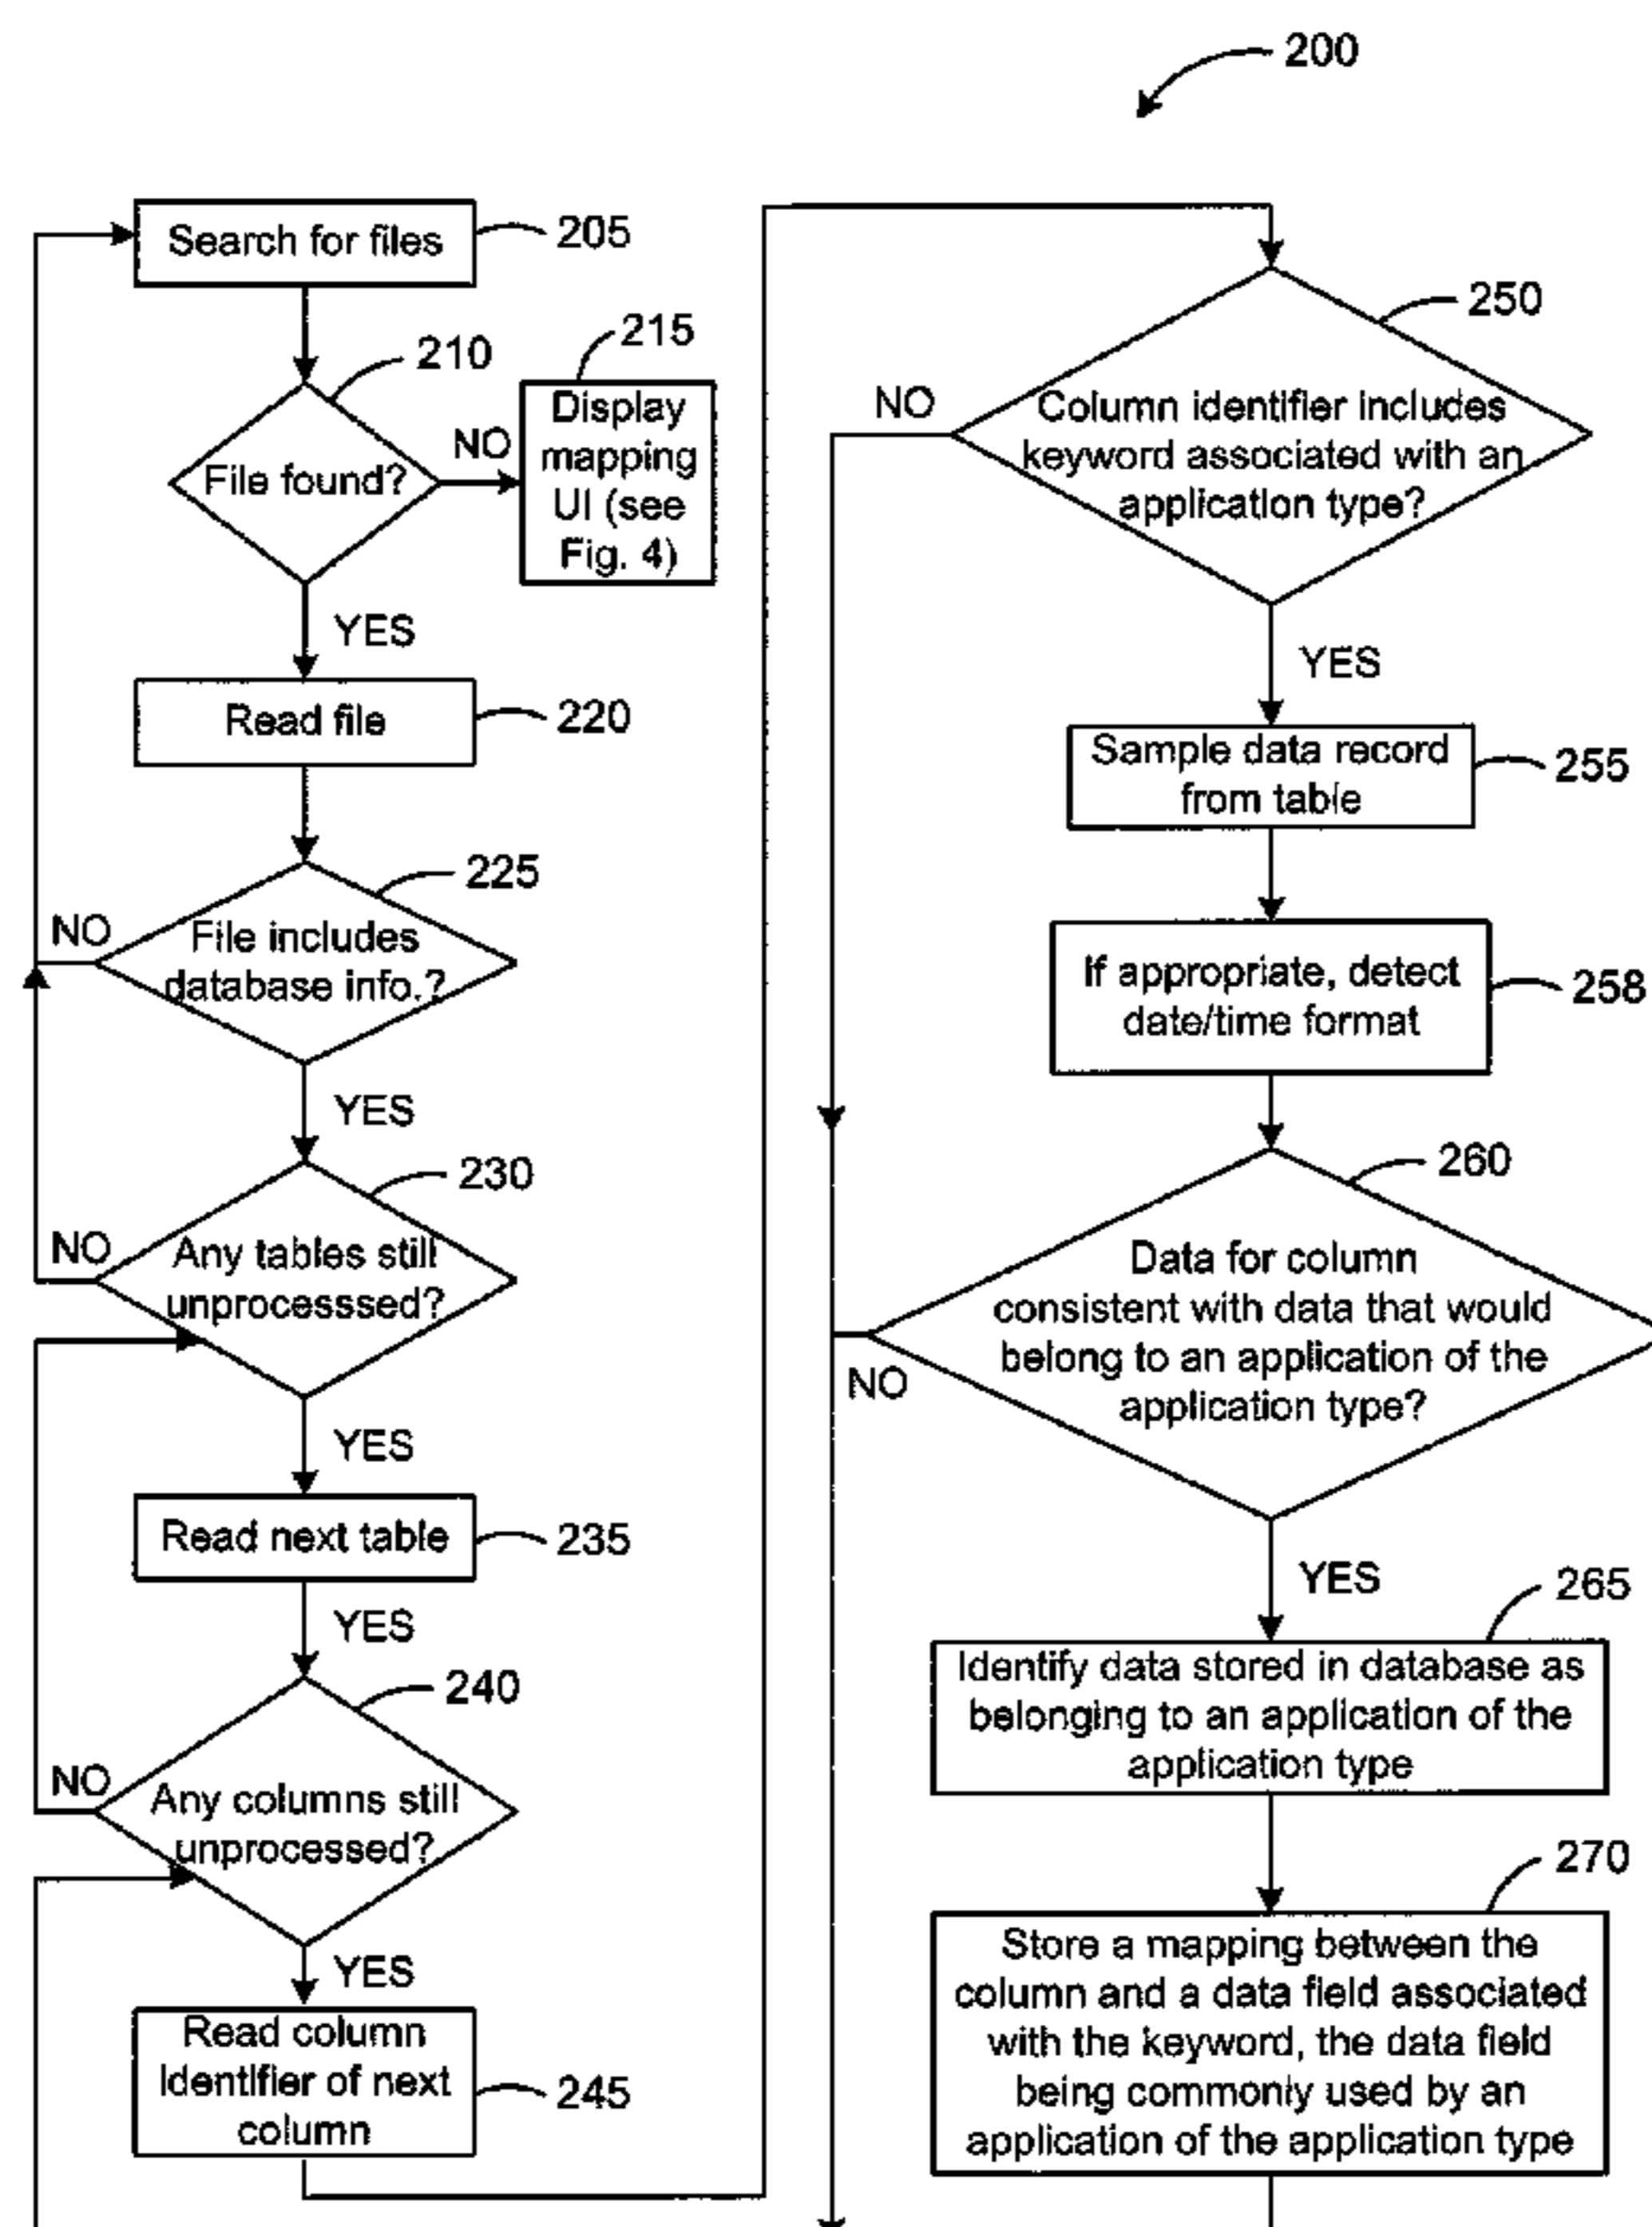 200
Search for files
205
210
File found?
NO
215
Display
mapping
UI (see
Fig. 4)
YES
Read file
220
225
NO
File includes
database info.?
YES
230
NO
Any tables still
unprocesssed?
YES
Read next table
235
YES
240
NO
Any columns still
unprocessed?
YES
Read column
identifier of next
column
245
250
NO
Column identifier includes
keyword associated with an
application type?
YES
Sample data record
from table
255
If appropriate, detect
date/time format
258
260
Data for column
consistent with data that would
belong to an application of the
application type?
NO
YES
265
Identify data stored in database as
belonging to an application of the
application type
270
Store a mapping between the
column and a data field associated
with the keyword, the data field
being commonly used by an
application of the application type